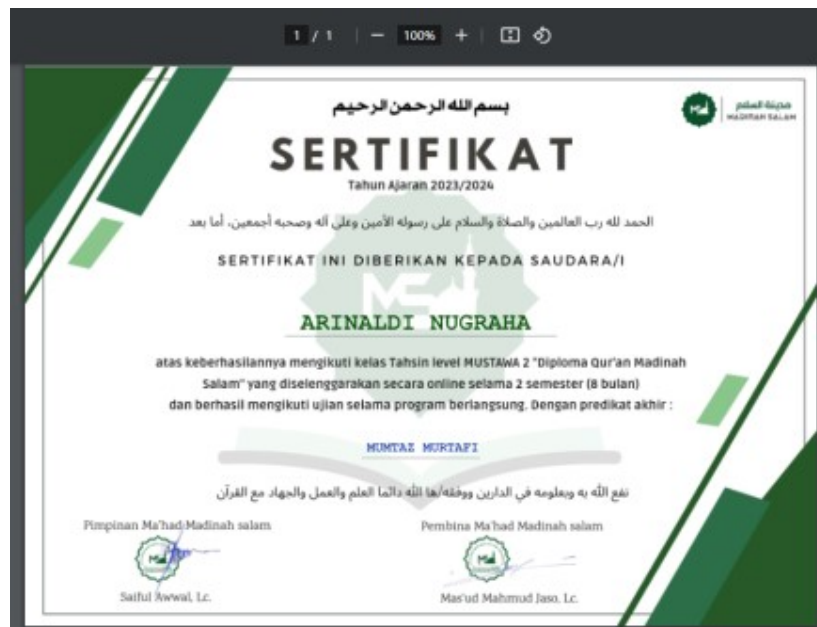 1 / 1 | — 100% + |
بسم الله الرحمن الرحيم
مدينة السلام
MADINAH SALAM
SERTIFIKAT
Tahun Ajaran 2023/2024
الحمد لله رب العالمين والصلاة والسلام على رسوله الأمين وعلى آله وصحبه أجمعين، أما بعد
SERTIFIKAT INI DIBERIKAN KEPADA SAUDARA/I
ARINALDI NUGRAHA
atas keberhasilannya mengikuti kelas Tahsin level MUSTAWA 2 "Diploma Qur'an Madinah
Salam" yang diselenggarakan secara online selama 2 semester (8 bulan)
dan berhasil mengikuti ujian selama program berlangsung. Dengan predikat akhir :
MUMTAZ MURTAFI
نفع الله به وبعلومه في الدارين ووفقه/ها الله دائما العلم والعمل والجهاد مع القرآن
Pimpinan Ma'had Madinah salam
Pembina Ma'had Madinah salam
Saiful Awwal, Lc.
Mas'ud Mahmud Jaso, Lc.